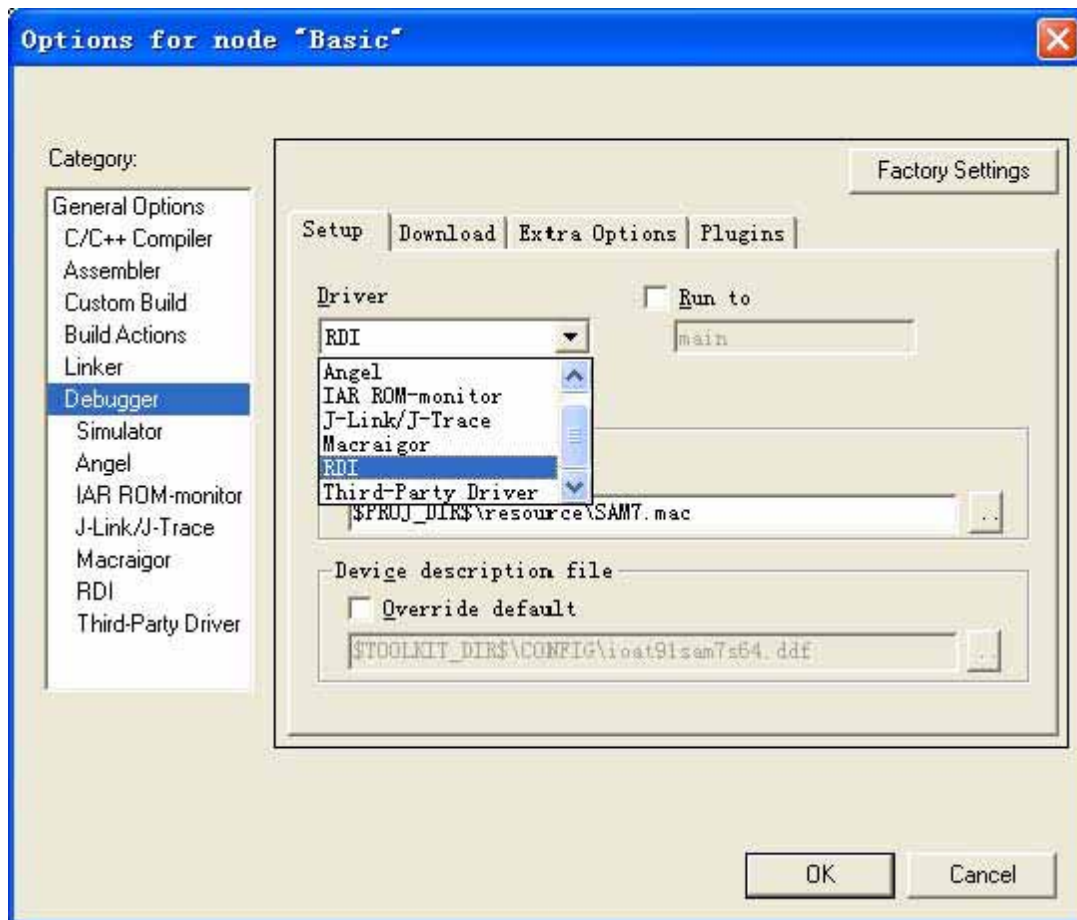 Options for node "Basic"
Category:
Factory Settings
General Options
C/C++ Compiler
Assembler
Custom Build
Build Actions
Linker
Debugger
Simulator
Angel
IAR ROM-monitor
J-Link/J-Trace
Macraigor
RDI
Third-Party Driver
Setup
Download
Extra Options
Plugins
Driver
Run to
RDI
main
Angel
IAR ROM-monitor
J-Link/J-Trace
Macraigor
RDI
Third-Party Driver
$PROJ_DIR$\resource\SAM7.mac
..
Device description file
Override default
$TOOLKIT_DIR$\CONFIG\ioat91sam7s64.ddf
..
OK
Cancel